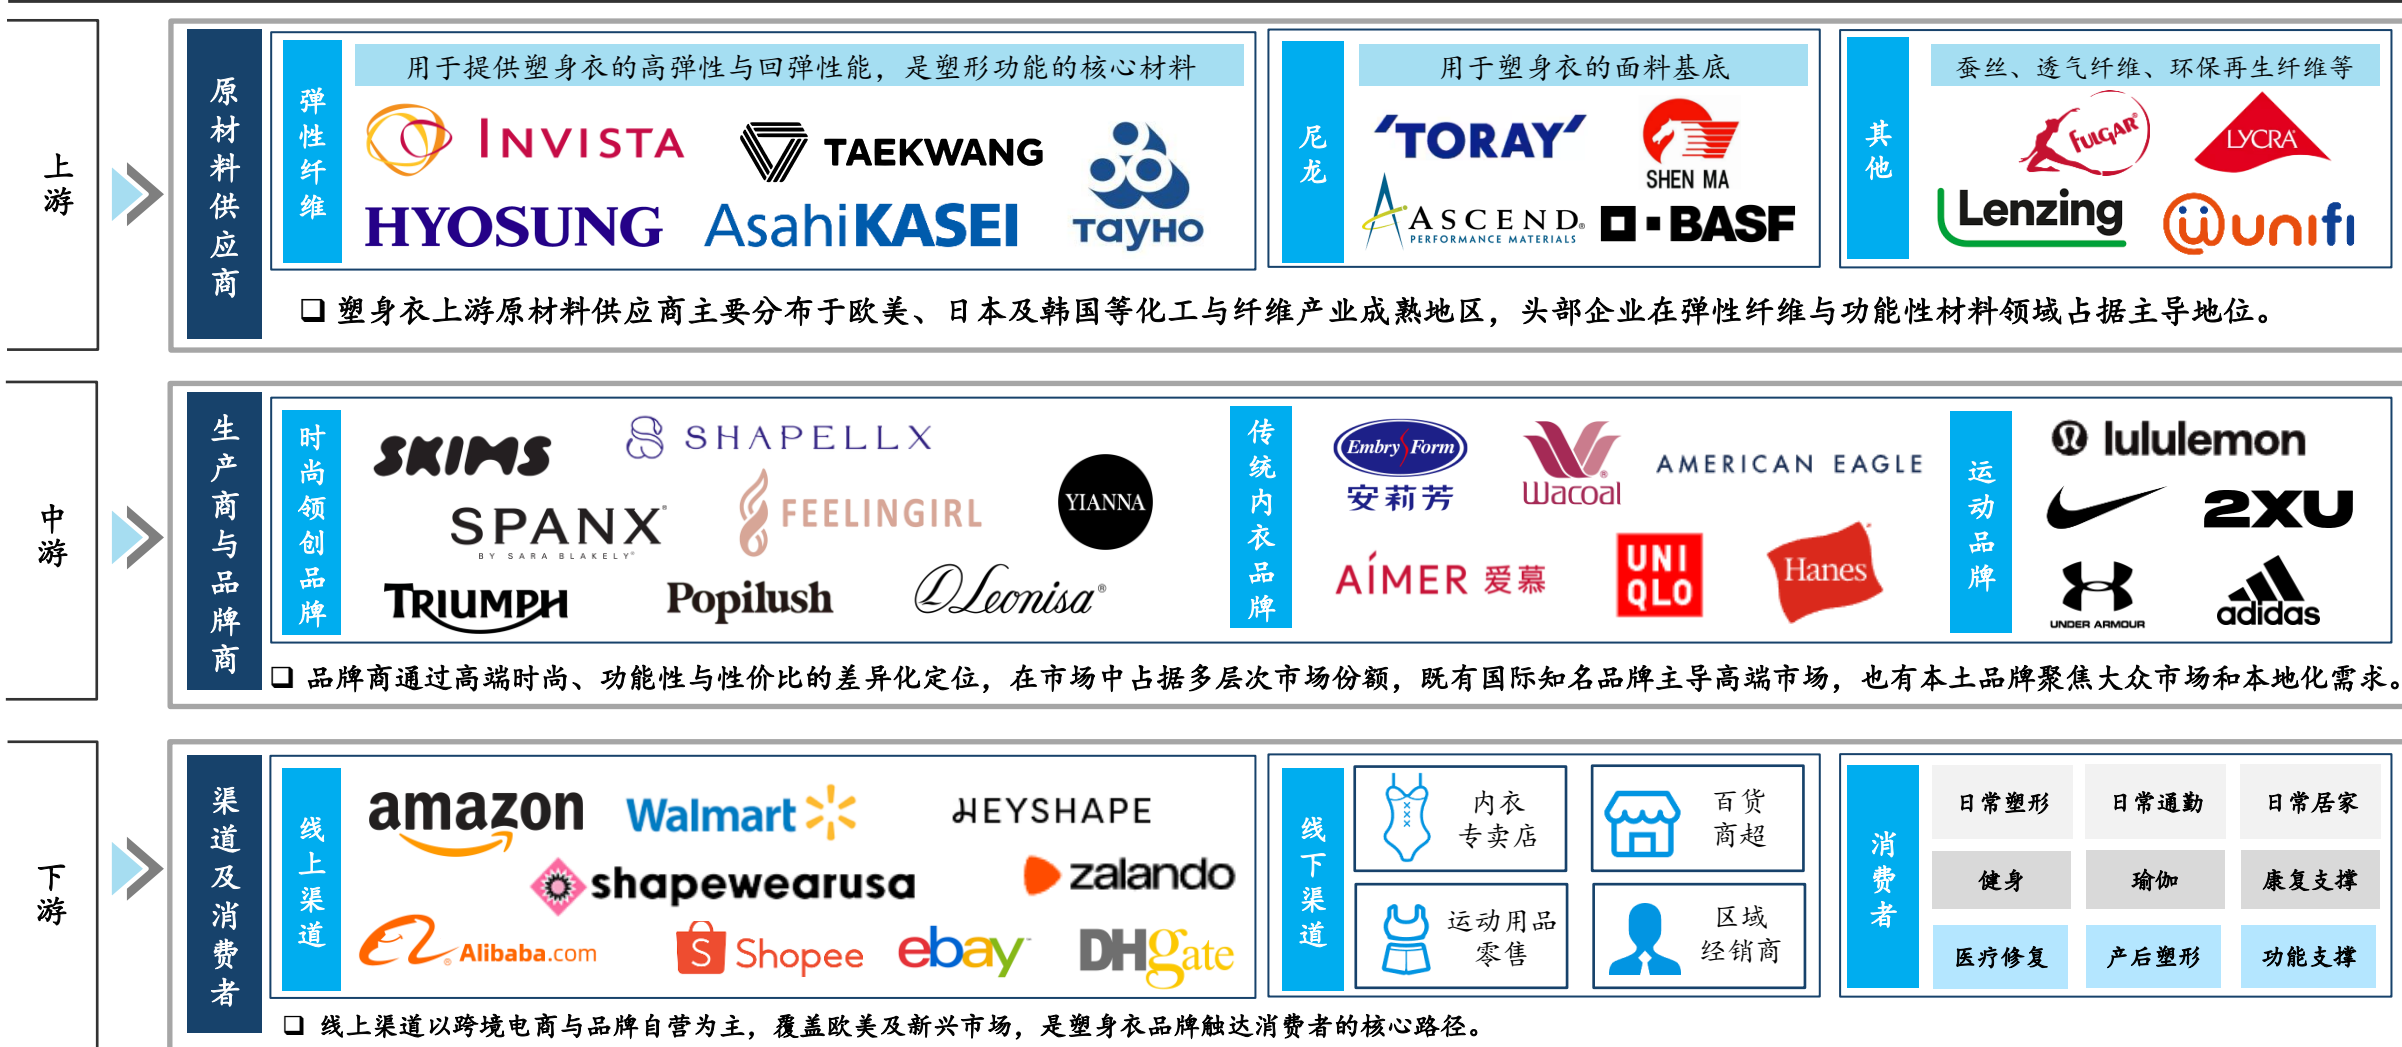 上游
原材料供应商
弹性纤维
用于提供塑身衣的高弹性与回弹性能，是塑形功能的核心材料
INVISTA
TAEKWANG
TAYHO
HYOSUNG
AsahiKASEI
尼龙
用于塑身衣的面料基底
'TORAY'
SHEN MA
ASCEND®
PERFORMANCE MATERIALS
BASF
其他
蚕丝、透气纤维、环保再生纤维等
FULGAR®
LYCRA
Lenzing
unifi
塑身衣上游原材料供应商主要分布于欧美、日本及韩国等化工与纤维产业成熟地区，头部企业在弹性纤维与功能性材料领域占据主导地位。
中游
生产商与品牌商
时尚领创品牌
SKIMS
SHAPELLX
SPANX®
BY SARA BLAKELY®
FEELINGIRL
YIANNA
TRIUMPH
Popilush
Leonisa®
传统内衣品牌
Embry Form
安莉芳
Wacoal
AMERICAN EAGLE
AÍMER 爱慕
UNI
QLO
Hanes
运动品牌
lululemon
2XU
UNDER ARMOUR
adidas
品牌商通过高端时尚、功能性与性价比的差异化定位，在市场中占据多层次市场份额，既有国际知名品牌主导高端市场，也有本土品牌聚焦大众市场和本地化需求。
下游
渠道及消费者
线上渠道
amazon
Walmart
HEYSHAPE
shapewearusa
zalando
Alibaba.com
S Shopee
ebay
DHgate
线下渠道
内衣
专卖店
百货
商超
运动用品
零售
区域
经销商
消费者
日常塑形
日常通勤
日常居家
健身
瑜伽
康复支撑
医疗修复
产后塑形
功能支撑
线上渠道以跨境电商与品牌自营为主，覆盖欧美及新兴市场，是塑身衣品牌触达消费者的核心路径。